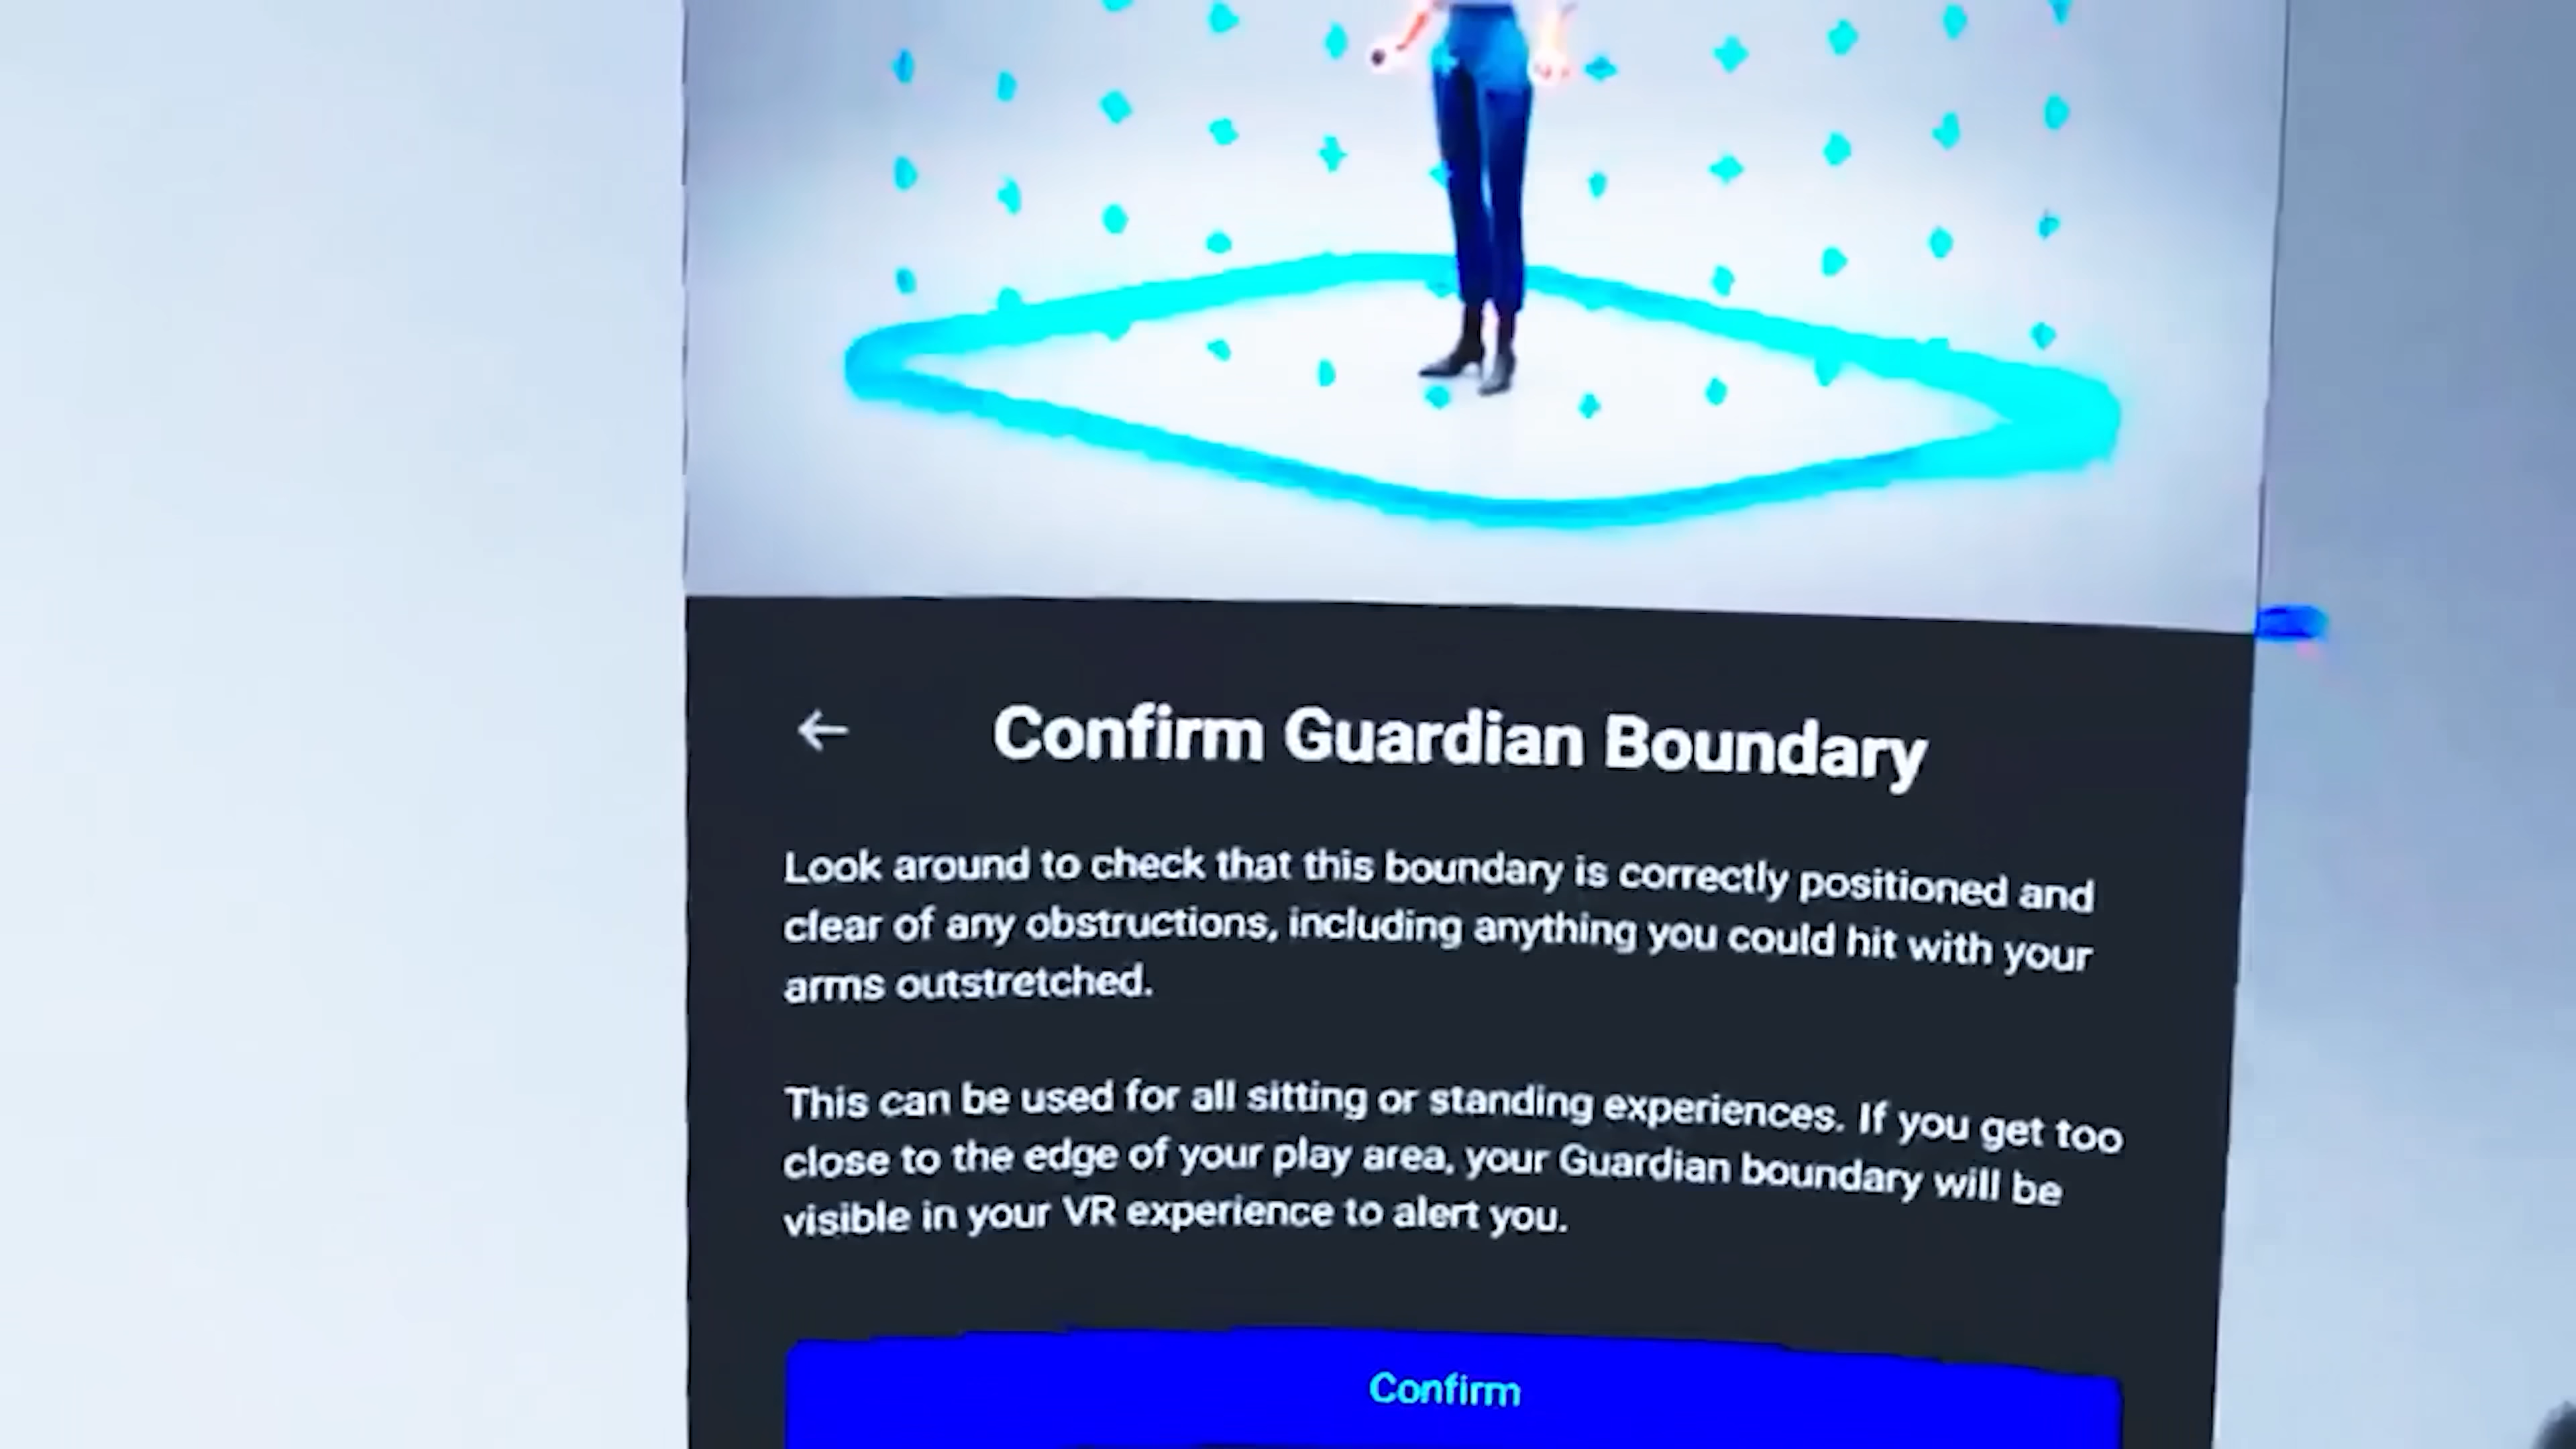 Confirm Guardian Boundary
Look around to check that this boundary is correctly positioned and
clear of any obstructions, including anything you could hit with your
arms outstretched.
This can be used for all sitting or standing experiences. If you get too
close to the edge of your play area, your Guardian boundary will be
visible in your VR experience to alert you.
Confirm